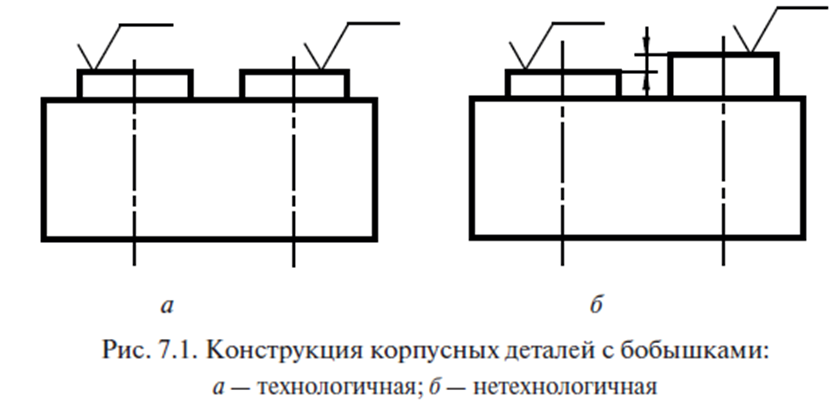 а
б
Рис. 7.1. Конструкция корпусных деталей с бобышками:
а — технологичная; б — нетехнологичная